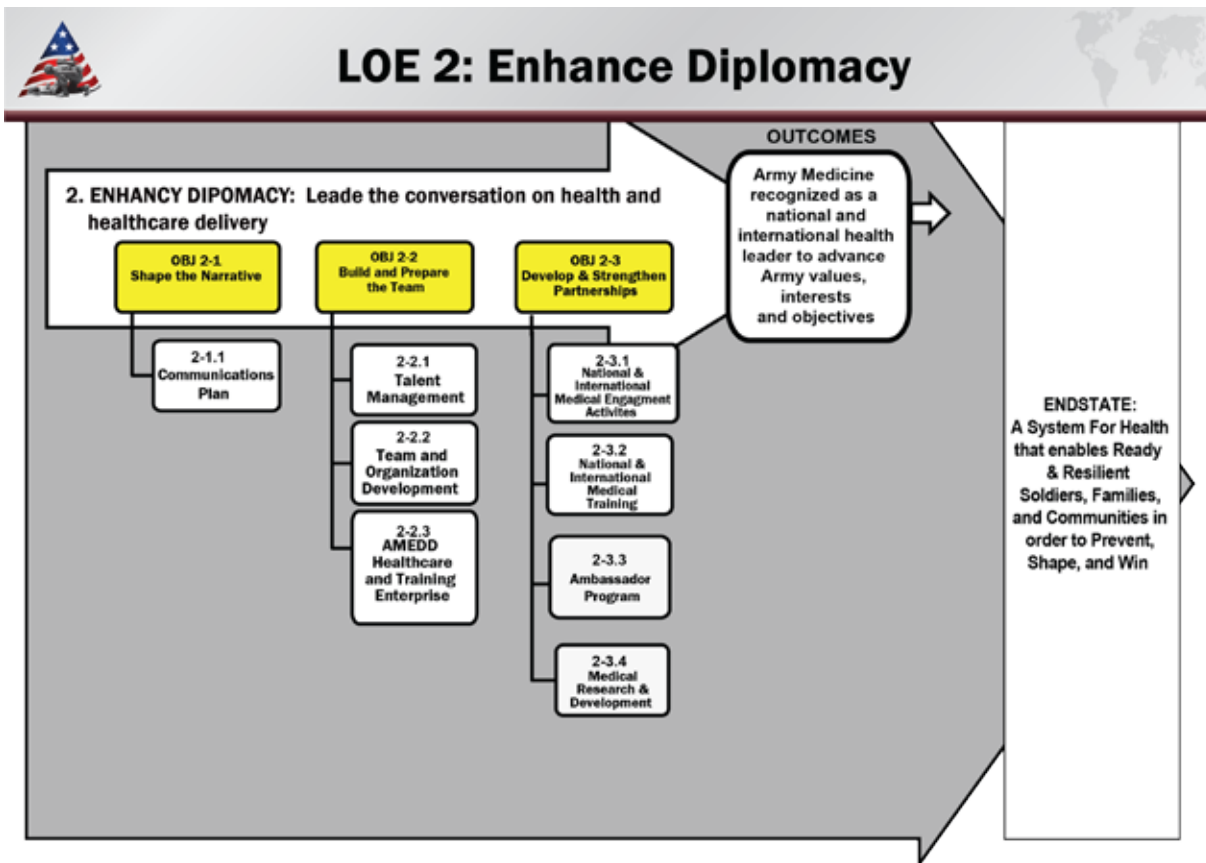 LOE 2: Enhance Diplomacy
2. ENHANCY DIPOMACY: Leade the conversation on health and
healthcare delivery
OBJ 2-1
Shape the Narrative
2-1.1
Communications
Plan
OBJ 2-2
Build and Prepare
the Team
2-2.1
Talent
Management
2-2.2
Team and
Organization
Development
2-2.3
AMEDD
Healthcare
and Training
Enterprise
OBJ 2-3
Develop & Strengthen
Partnerships
2-3.1
National &
International
Medical Engagment
Activites
2-3.2
National &
International
Medical
Training
2-3.3
Ambassador
Program
2-3.4
Medical
Research &
Development
OUTCOMES
Army Medicine
recognized as a
national and
international health
leader to advance
Army values,
interests
and objectives
ENDSTATE:
A System For Health
that enables Ready
& Resilient
Soldiers, Families,
and Communities in
order to Prevent,
Shape, and Win